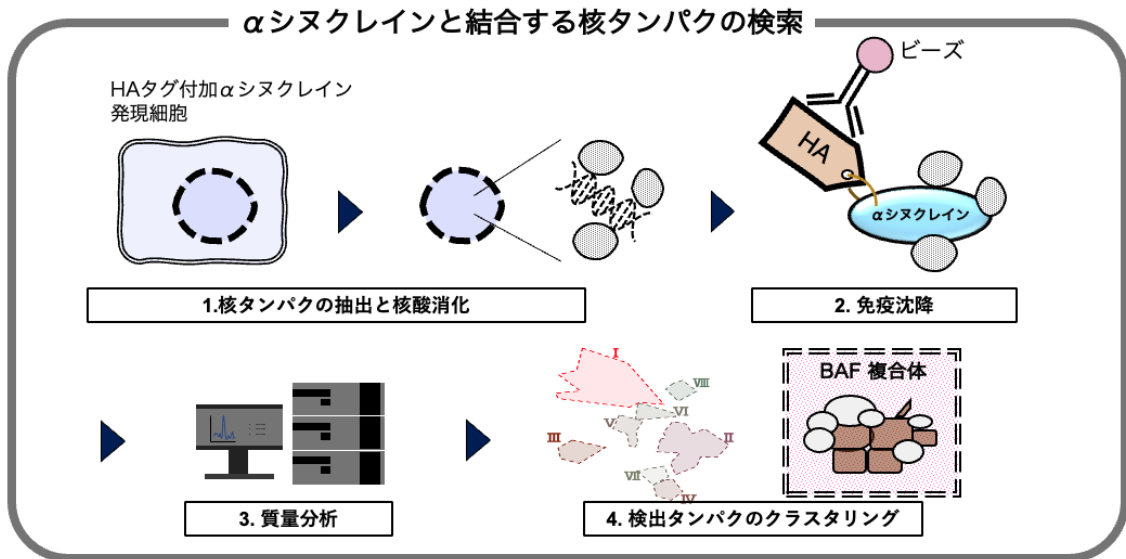 αシヌクレインと結合する核タンパクの検索
HAタグ付加αシヌクレイン
発現細胞
ビーズ
HA
αシヌクレイン
1.核タンパクの抽出と核酸消化
2. 免疫沈降
I
VIII
VI
V
III
II
VII
IV
BAF 複合体
3. 質量分析
4. 検出タンパクのクラスタリング